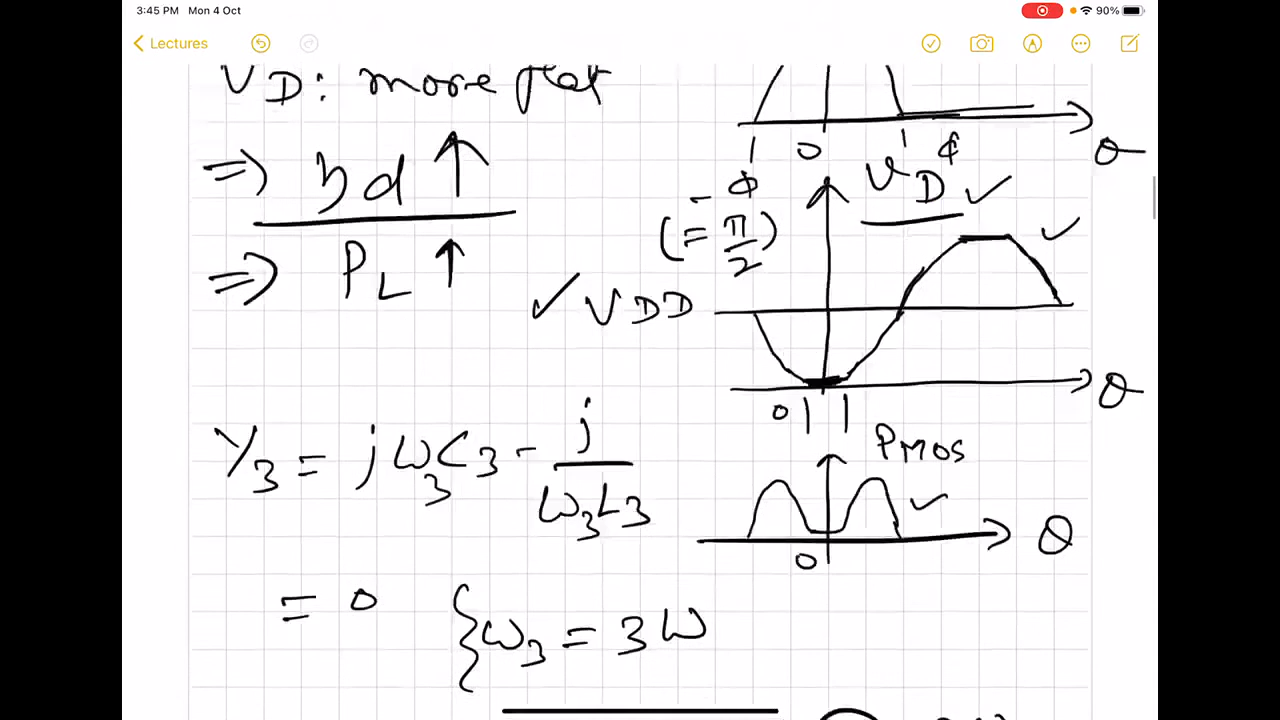 3:45 PM Mon 4 Oct
90%
Lectures
VD: more flat
⇒ ηd ↑
⇒ PL ↑
-φ 0 φ θ
(= π/2)
vD ✓
✓
✓ VDD
0 θ
Y3 = jω3C3 - j/ω3L3
PMOS
✓
0 θ
= 0 {ω3 = 3ω